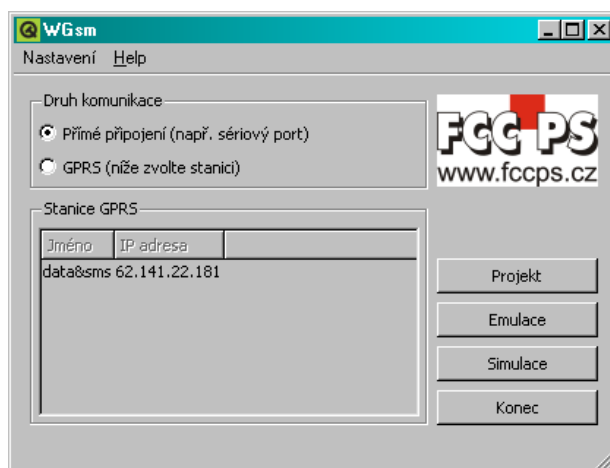 WGsm
Nastavení Help
Druh komunikace
Přímé připojení (např. sériový port)
GPRS (níže zvolte stanici)
FCC PS
www.fccps.cz
Stanice GPRS
Jméno IP adresa
data&sms 62.141.22.181
Projekt
Emulace
Simulace
Konec